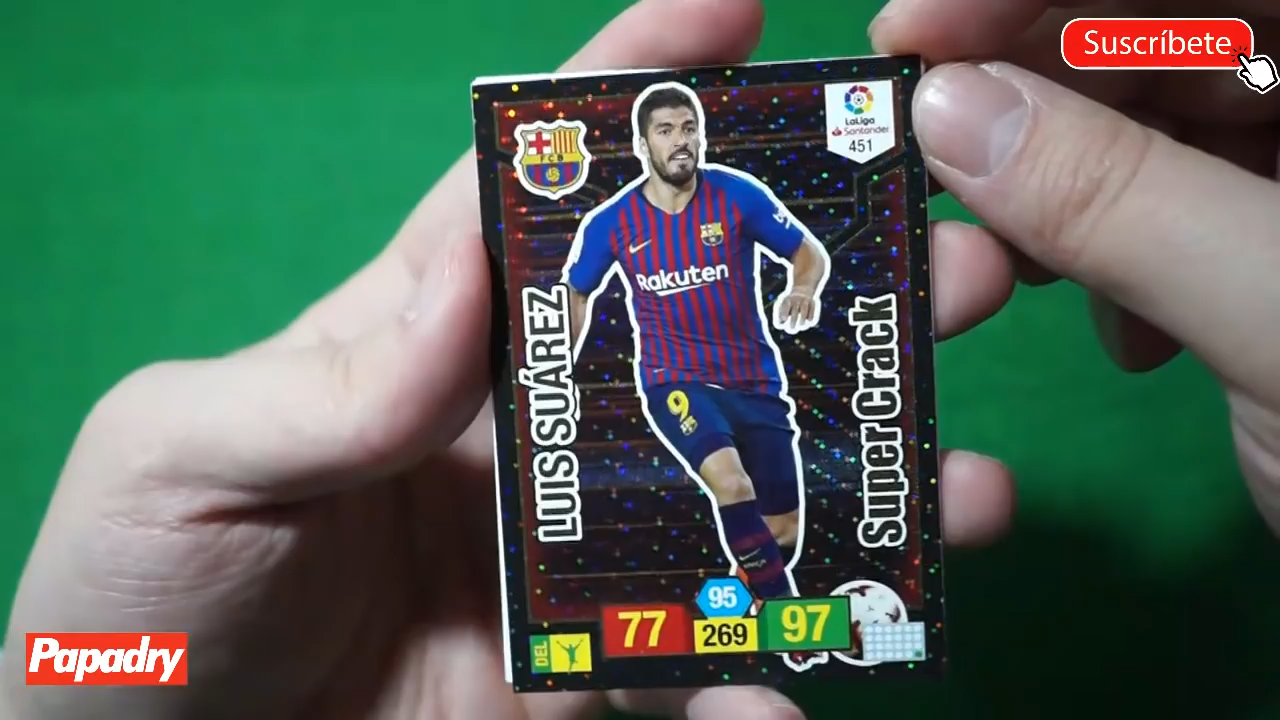 Suscríbete
FCB
LaLiga
Santander
451
Rakuten
9
LUIS SUÁREZ
Super Crack
95
77
269
97
DEL
Papadry